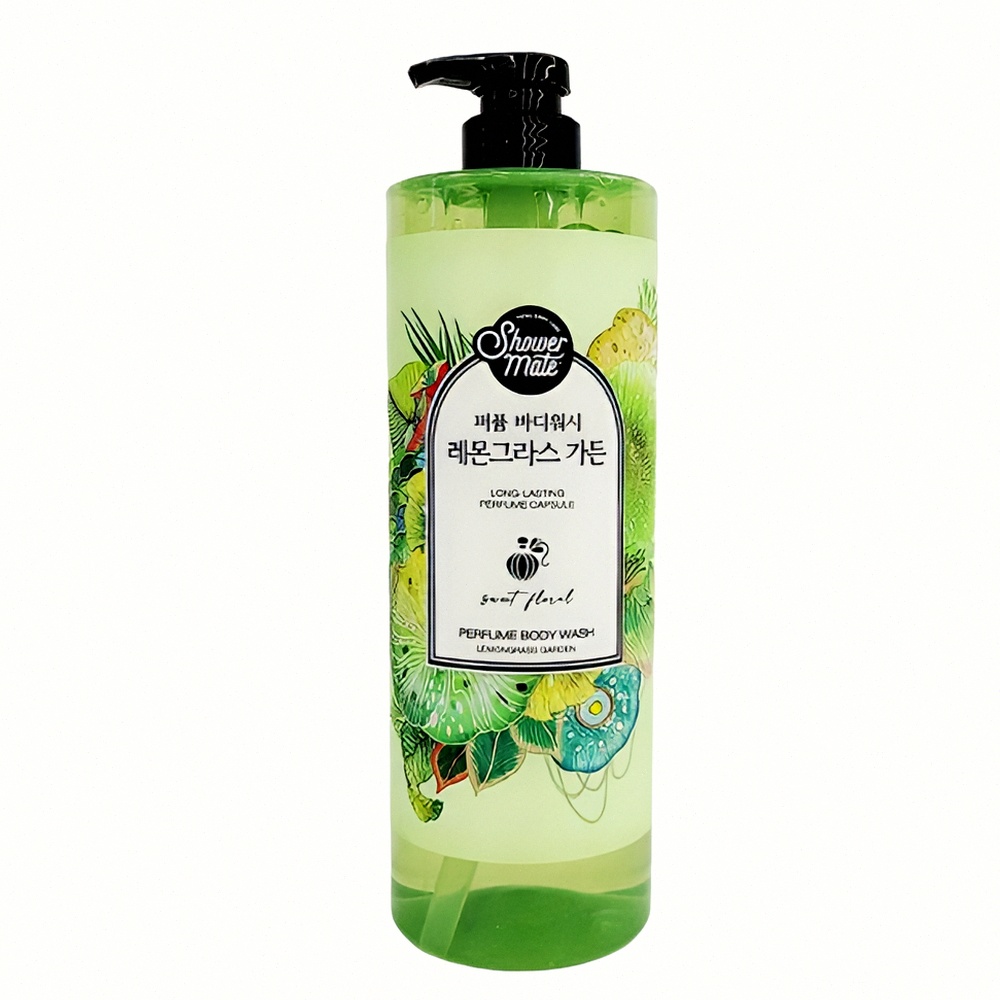 Shower
mate
퍼퓸 바디워시
레몬그라스 가든
LONG LASTING
PERFUME CAPSULE
sweet floral
PERFUME BODY WASH
LEMONGRASS GARDEN